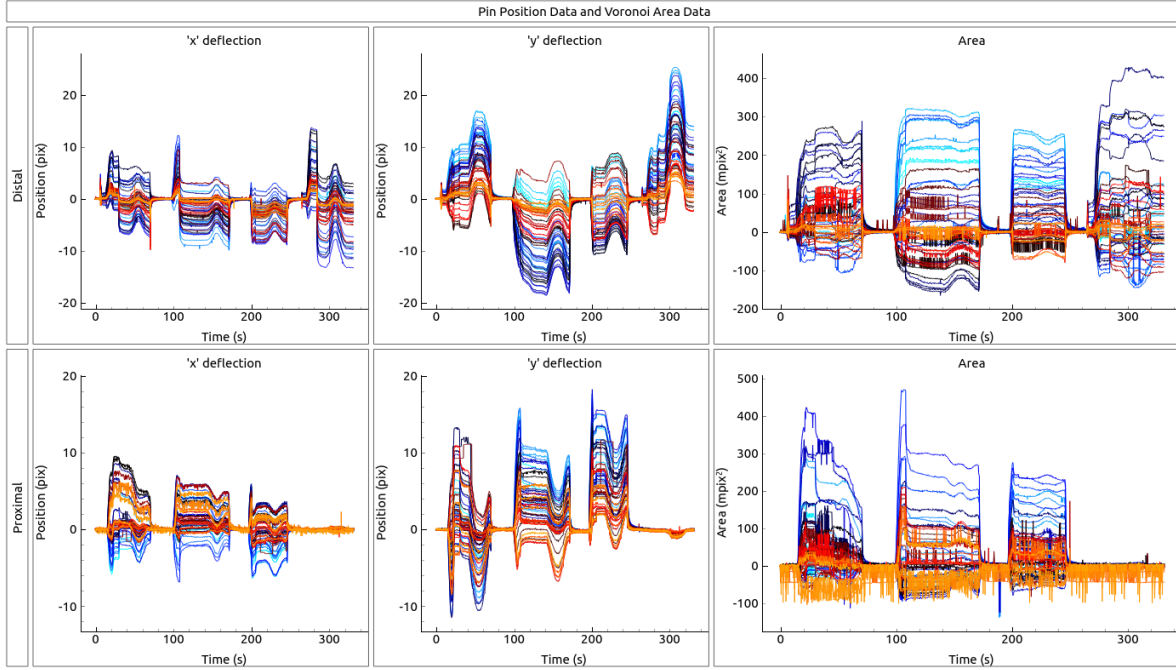 Pin Position Data and Voronoi Area Data
Distal
'x' deflection
Position (pix)
20
10
0
-10
-20
0 100 200 300
Time (s)
'y' deflection
Position (pix)
20
10
0
-10
-20
0 100 200 300
Time (s)
Area
Area (mpix²)
400
300
200
100
0
-100
-200
0 100 200 300
Time (s)
Proximal
'x' deflection
Position (pix)
20
10
0
-10
0 100 200 300
Time (s)
'y' deflection
Position (pix)
20
10
0
-10
0 100 200 300
Time (s)
Area
Area (mpix²)
500
400
300
200
100
0
-100
0 100 200 300
Time (s)